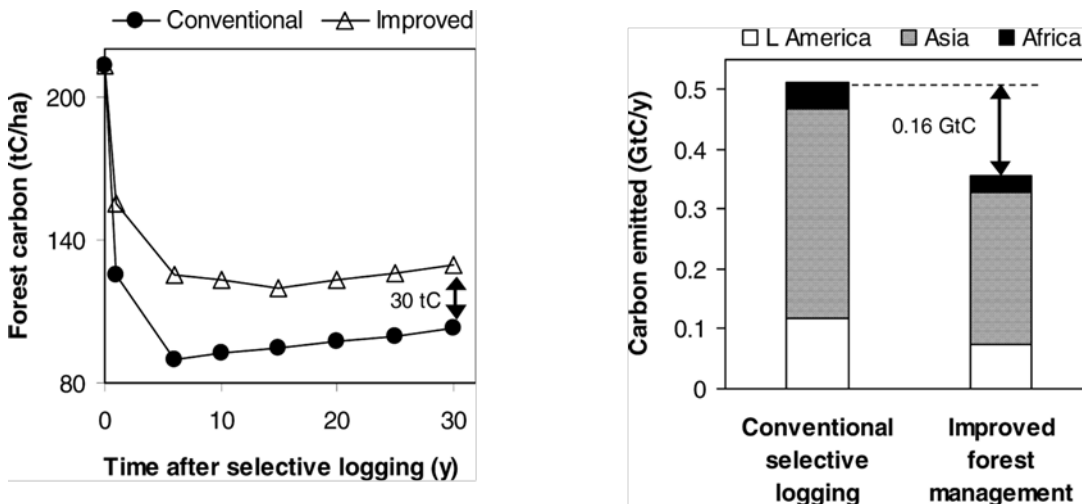 Conventional Improved
Forest carbon (tC/ha)
200
140
80
30 tC
0 10 20 30
Time after selective logging (y)
L America Asia Africa
Carbon emitted (GtC/y)
0.5
0.4
0.3
0.2
0.1
0
0.16 GtC
Conventional
selective
logging
Improved
forest
management